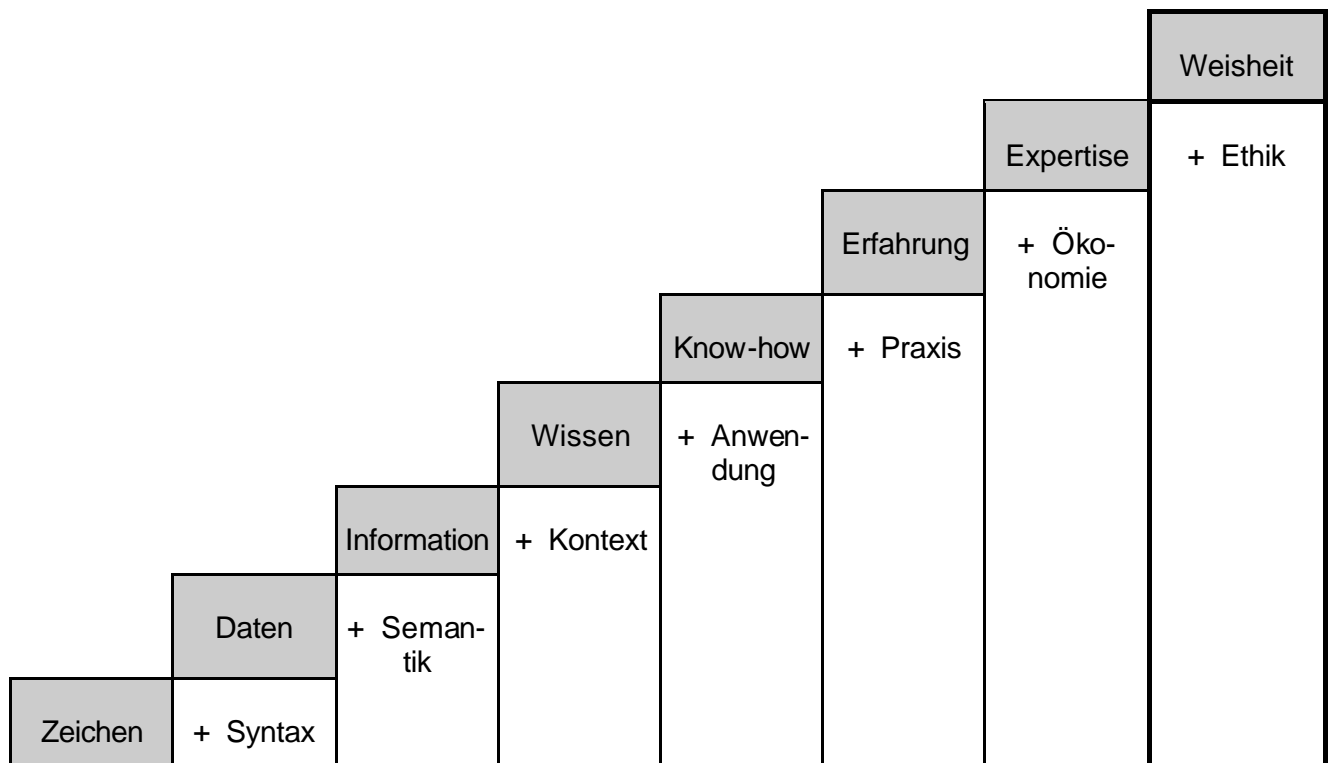 Weisheit
Expertise
+ Ethik
Erfahrung
+ Öko-
nomie
Know-how
+ Praxis
Wissen
+ Anwen-
dung
Information
+ Kontext
Daten
+ Seman-
tik
Zeichen
+ Syntax